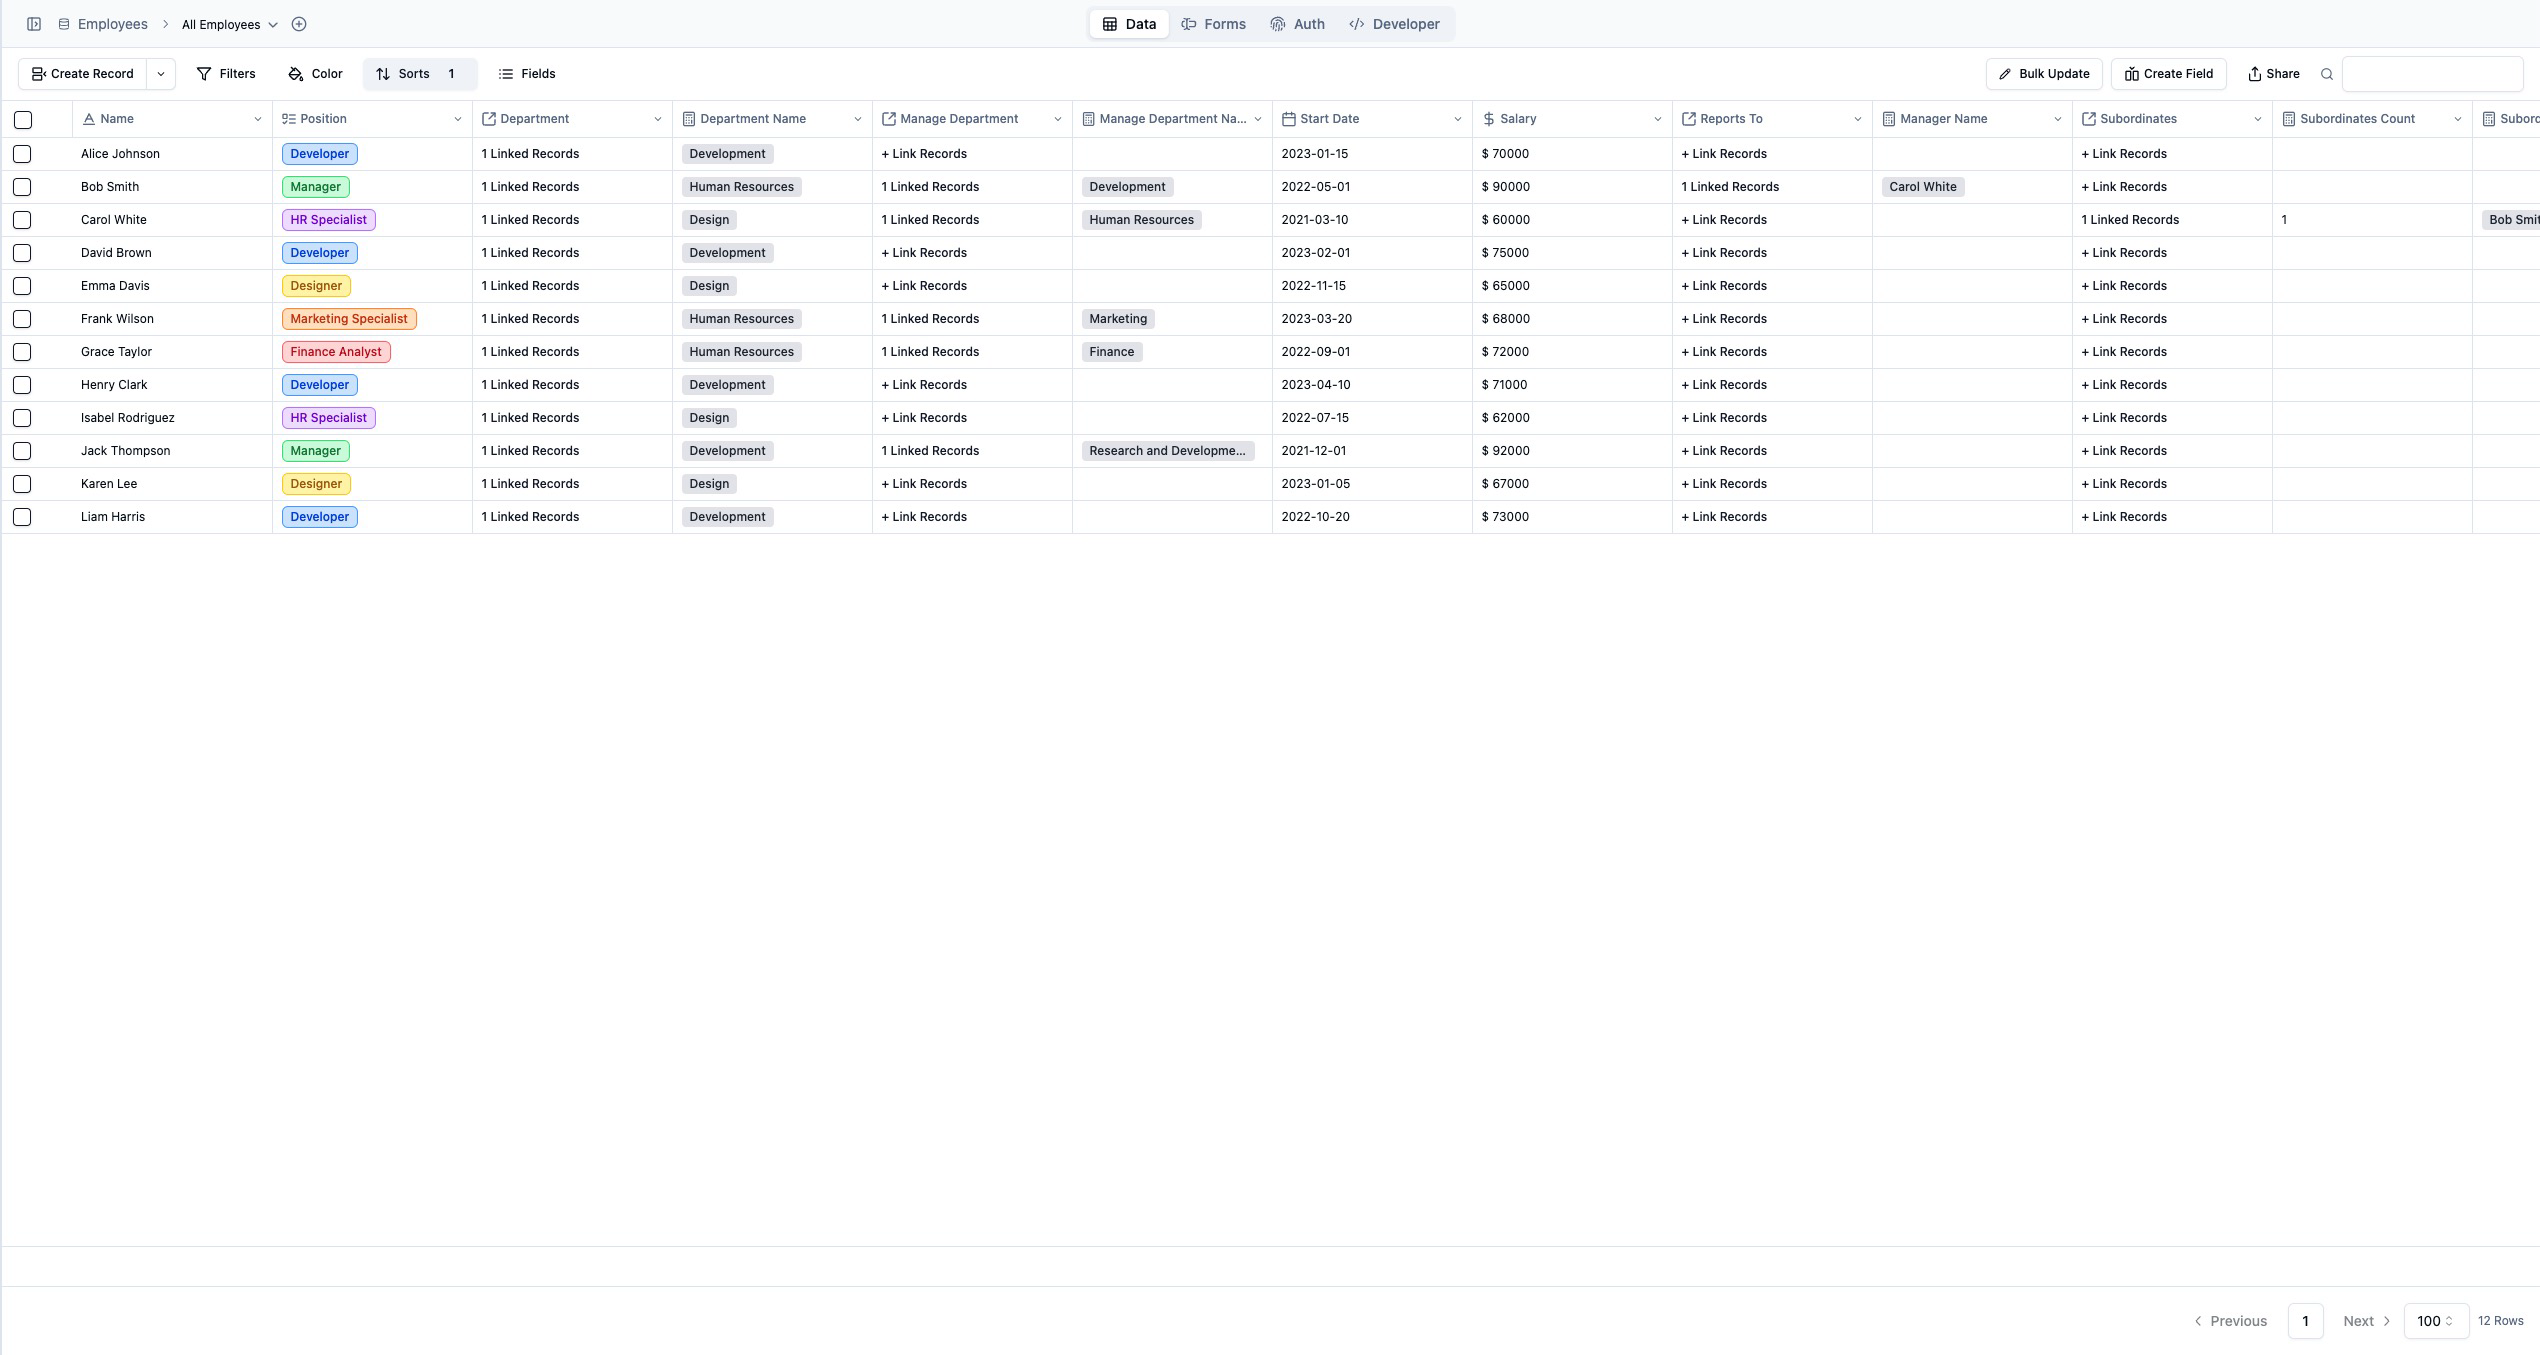 Employees > All Employees
Data Forms Auth Developer
Create Record Filters Color Sorts 1 Fields Bulk Update Create Field Share
Name Position Department Department Name Manage Department Manage Department Na... Start Date Salary Reports To Manager Name Subordinates Subordinates Count Subord
Alice Johnson Developer 1 Linked Records Development + Link Records 2023-01-15 $ 70000 + Link Records + Link Records
Bob Smith Manager 1 Linked Records Human Resources 1 Linked Records Development 2022-05-01 $ 90000 1 Linked Records Carol White + Link Records
Carol White HR Specialist 1 Linked Records Design 1 Linked Records Human Resources 2021-03-10 $ 60000 + Link Records 1 Linked Records 1 Bob Smit
David Brown Developer 1 Linked Records Development + Link Records 2023-02-01 $ 75000 + Link Records + Link Records
Emma Davis Designer 1 Linked Records Design + Link Records 2022-11-15 $ 65000 + Link Records + Link Records
Frank Wilson Marketing Specialist 1 Linked Records Human Resources 1 Linked Records Marketing 2023-03-20 $ 68000 + Link Records + Link Records
Grace Taylor Finance Analyst 1 Linked Records Human Resources 1 Linked Records Finance 2022-09-01 $ 72000 + Link Records + Link Records
Henry Clark Developer 1 Linked Records Development + Link Records 2023-04-10 $ 71000 + Link Records + Link Records
Isabel Rodriguez HR Specialist 1 Linked Records Design + Link Records 2022-07-15 $ 62000 + Link Records + Link Records
Jack Thompson Manager 1 Linked Records Development 1 Linked Records Research and Developme... 2021-12-01 $ 92000 + Link Records + Link Records
Karen Lee Designer 1 Linked Records Design + Link Records 2023-01-05 $ 67000 + Link Records + Link Records
Liam Harris Developer 1 Linked Records Development + Link Records 2022-10-20 $ 73000 + Link Records + Link Records
Previous 1 Next 100 12 Rows